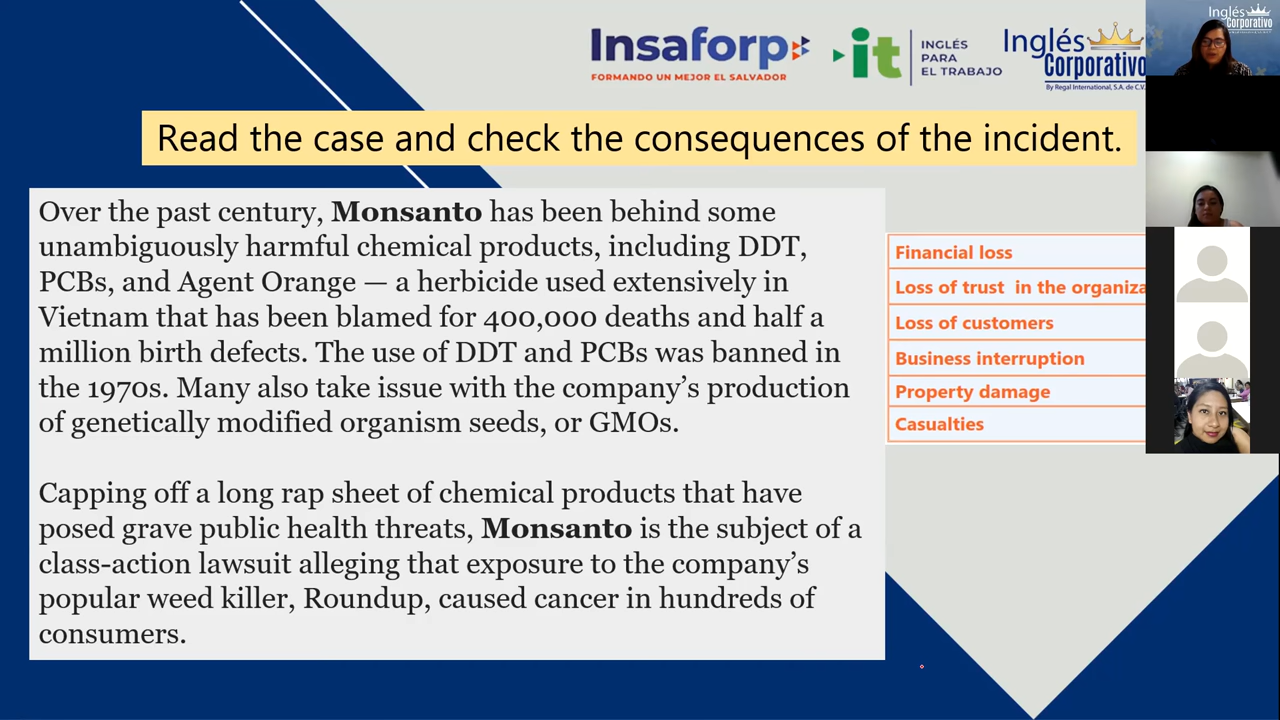 Insaforp
FORMANDO UN MEJOR EL SALVADOR
it
INGLÉS
PARA
EL TRABAJO
Inglés
Corporativo
By Regal International, S.A. de C.V.
Inglés
Corporativo
Read the case and check the consequences of the incident.
Over the past century, Monsanto has been behind some
unambiguously harmful chemical products, including DDT,
PCBs, and Agent Orange — a herbicide used extensively in
Vietnam that has been blamed for 400,000 deaths and half a
million birth defects. The use of DDT and PCBs was banned in
the 1970s. Many also take issue with the company's production
of genetically modified organism seeds, or GMOs.
Capping off a long rap sheet of chemical products that have
posed grave public health threats, Monsanto is the subject of a
class-action lawsuit alleging that exposure to the company's
popular weed killer, Roundup, caused cancer in hundreds of
consumers.
Financial loss
Loss of trust in the organiza
Loss of customers
Business interruption
Property damage
Casualties